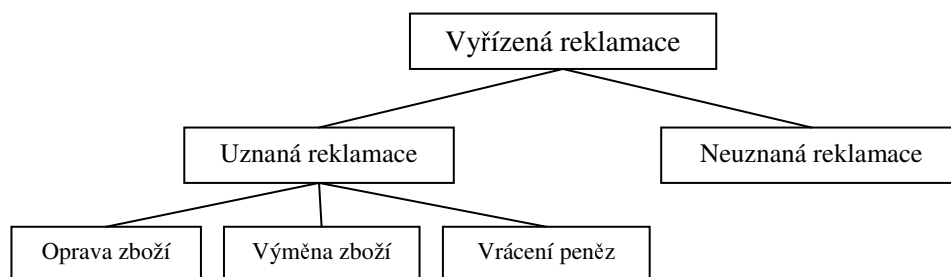 Vyřízená reklamace
Uznaná reklamace
Neuznaná reklamace
Oprava zboží
Výměna zboží
Vrácení peněz